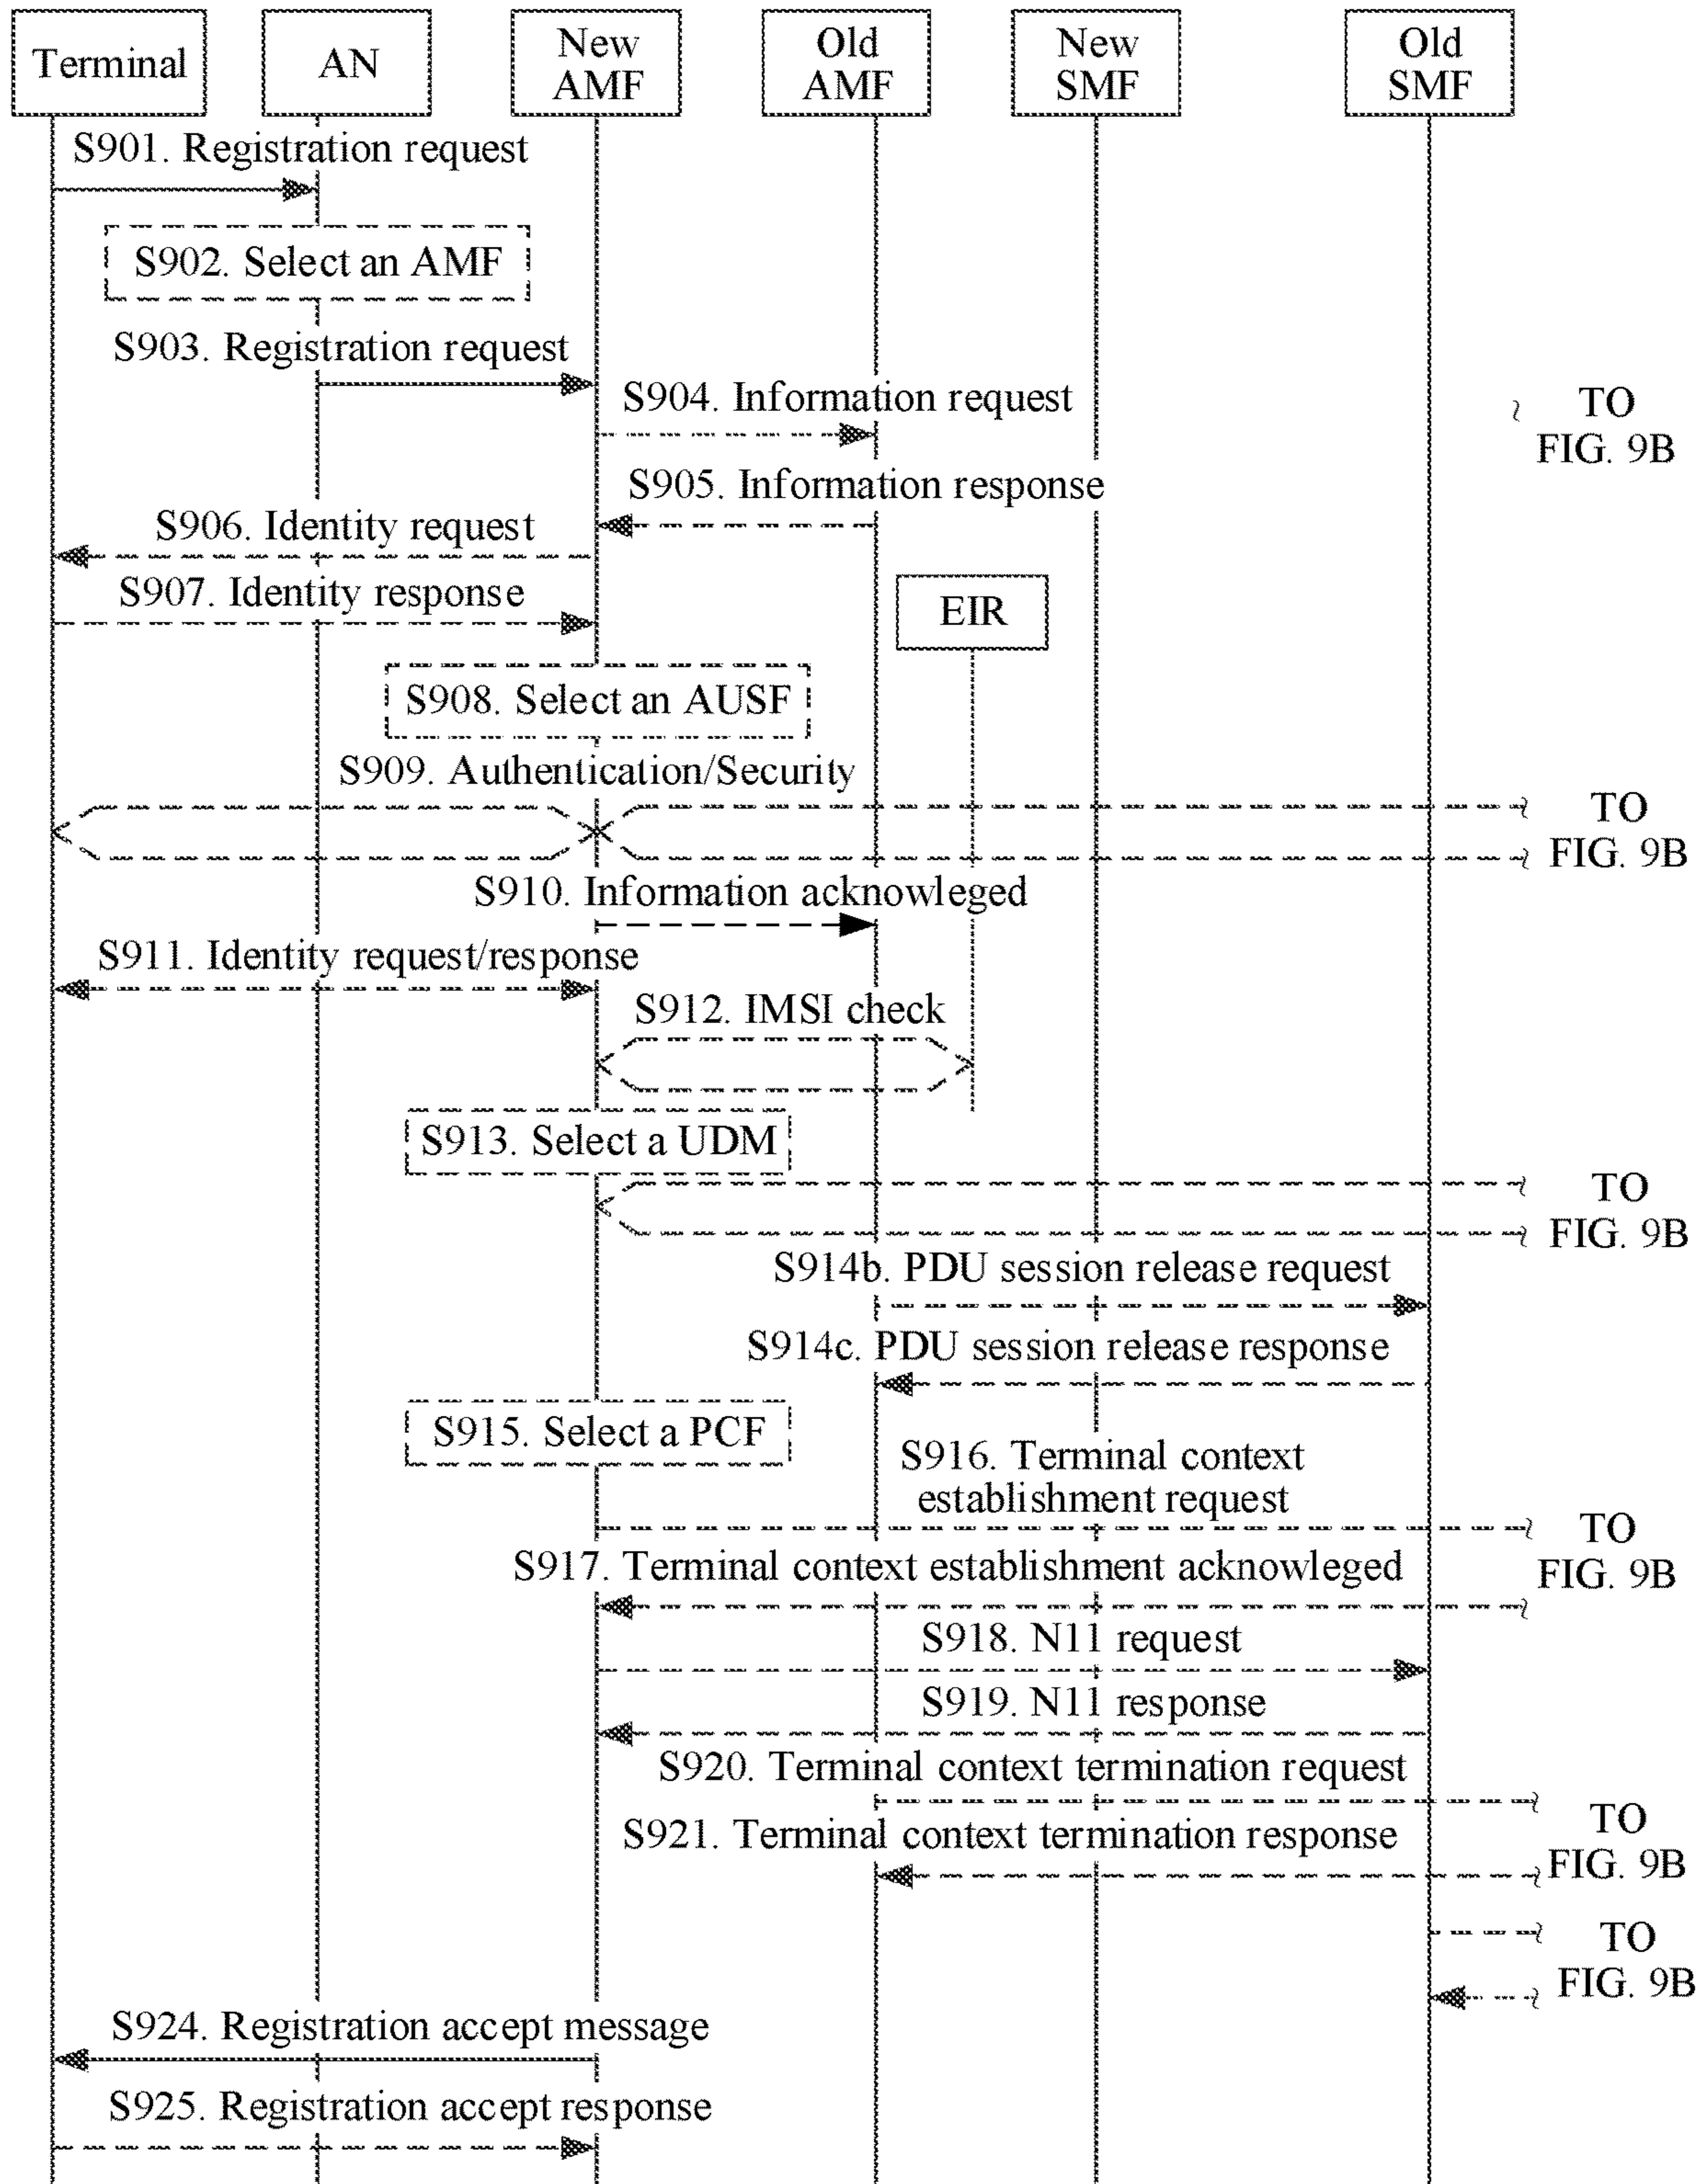 Terminal
AN
New
AMF
Old
AMF
New
SMF
Old
SMF
S901. Registration request
S902. Select an AMF
S903. Registration request
S904. Information request
TO
FIG. 9B
S905. Information response
S906. Identity request
S907. Identity response
EIR
S908. Select an AUSF
S909. Authentication/Security
TO
FIG. 9B
S910. Information acknowleged
S911. Identity request/response
S912. IMSI check
S913. Select a UDM
TO
FIG. 9B
S914b. PDU session release request
S914c. PDU session release response
S915. Select a PCF
S916. Terminal context
establishment request
TO
FIG. 9B
S917. Terminal context establishment acknowleged
S918. N11 request
S919. N11 response
S920. Terminal context termination request
TO
FIG. 9B
S921. Terminal context termination response
TO
FIG. 9B
S924. Registration accept message
S925. Registration accept response